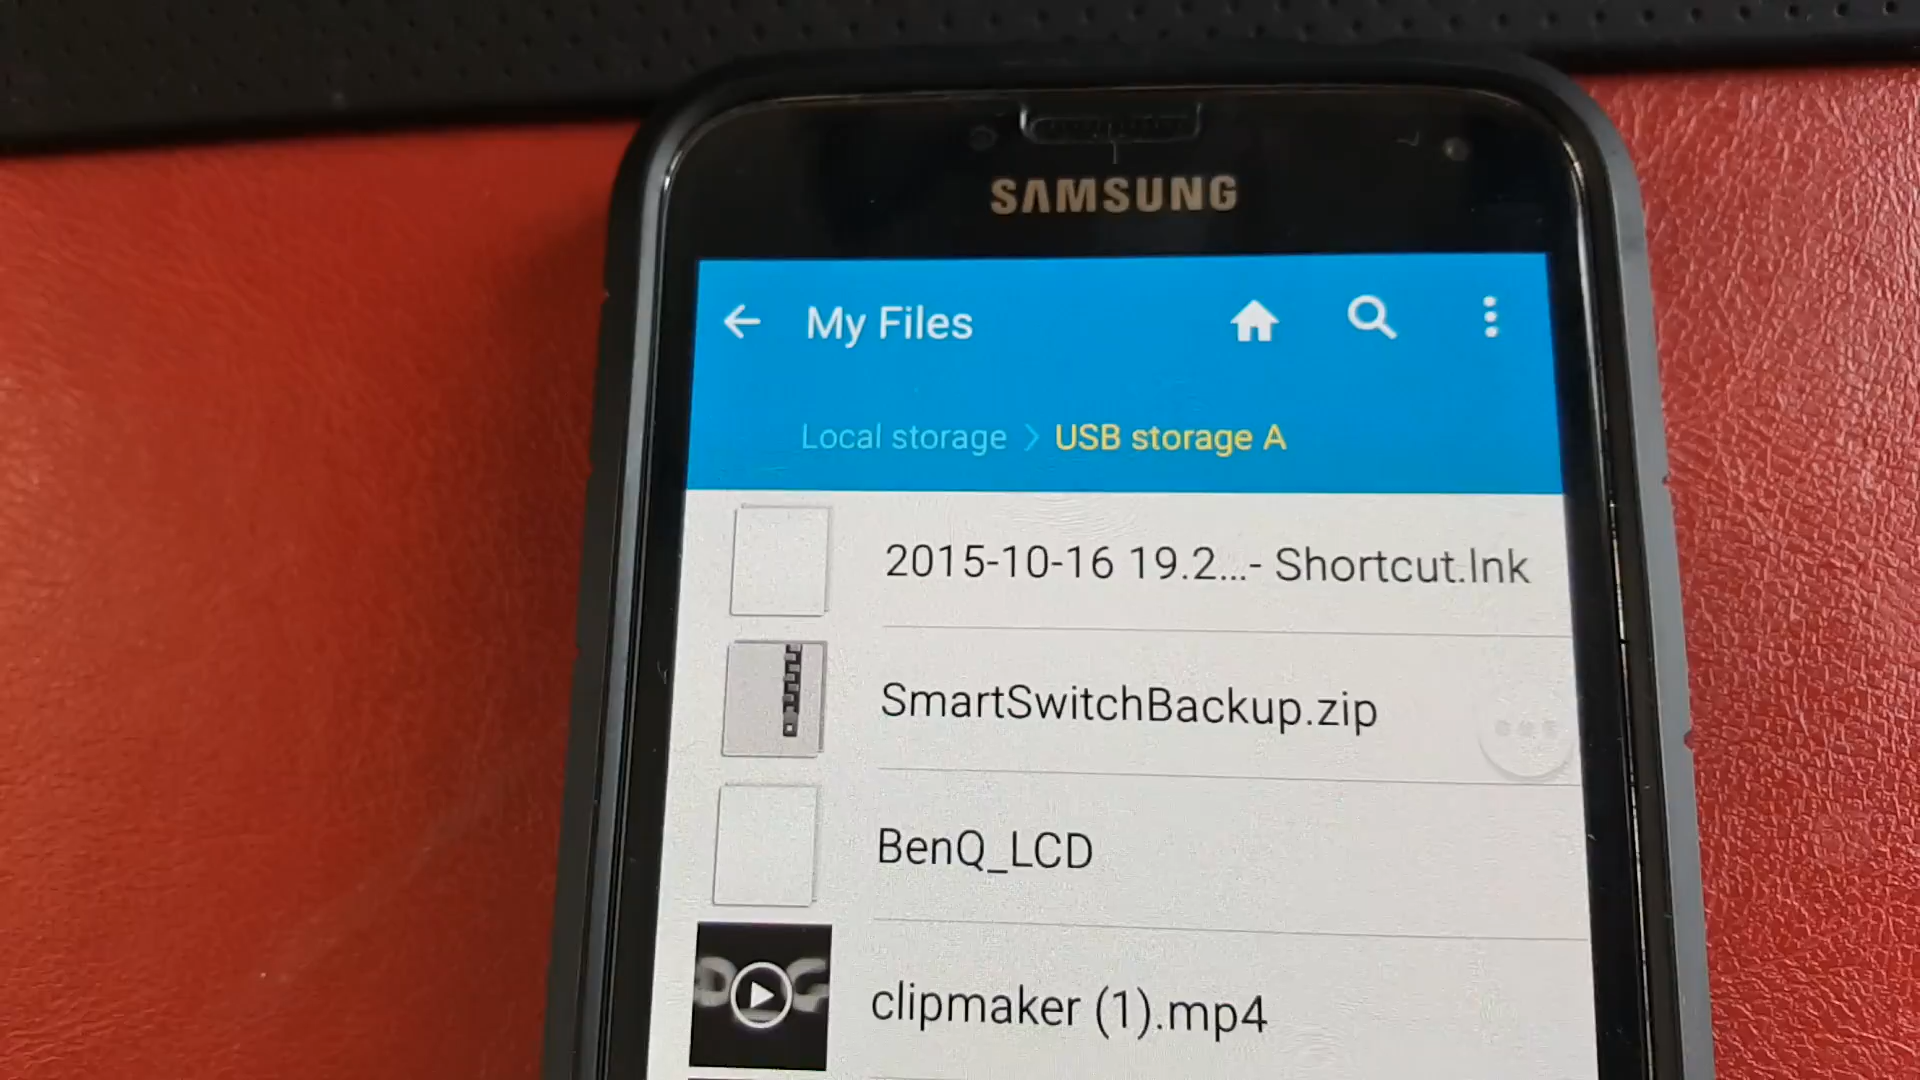 SAMSUNG
My Files
Local storage > USB storage A
2015-10-16 19.2...- Shortcut.lnk
SmartSwitchBackup.zip
BenQ_LCD
clipmaker (1).mp4